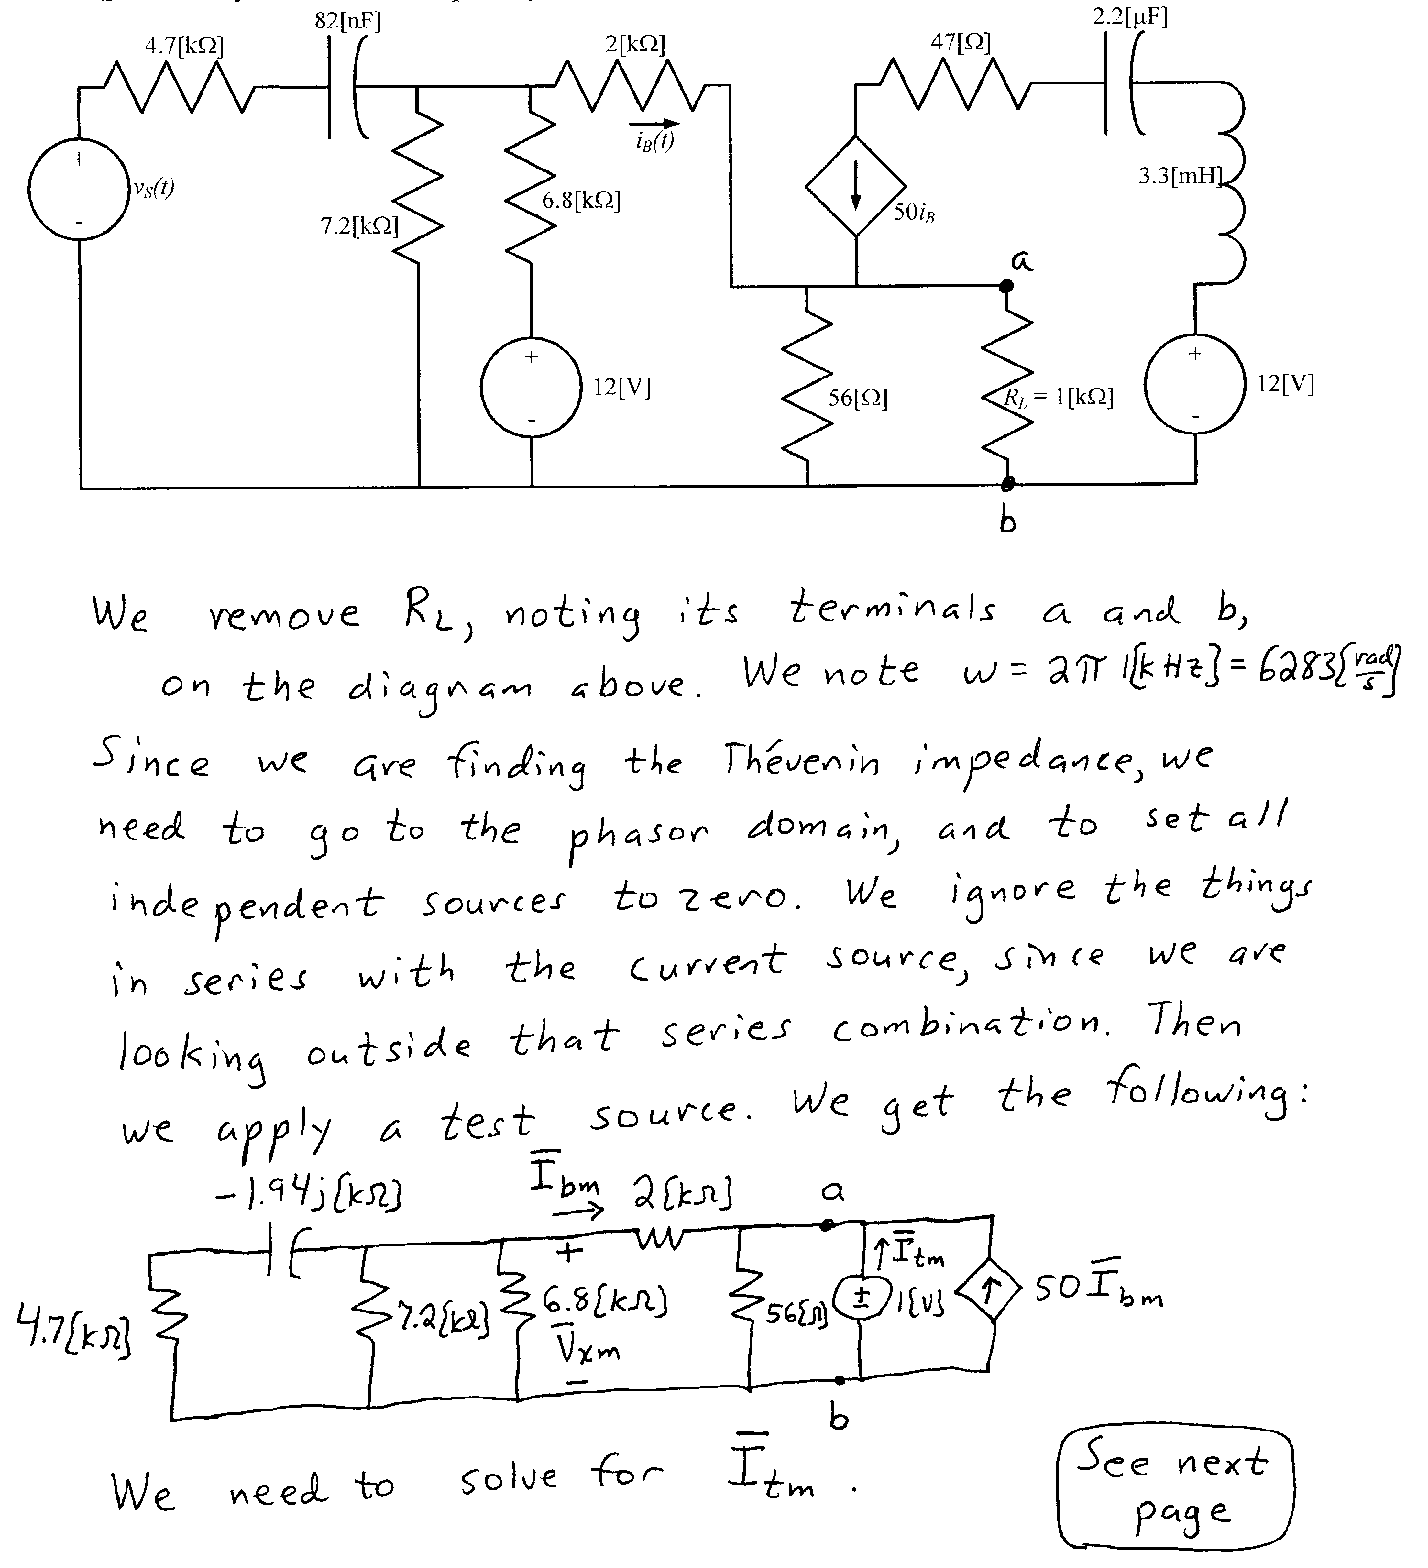 82[nF]
2.2[μF]
4.7[kΩ]
2[kΩ]
47[Ω]
iB(t)
+
vS(t)
-
3.3[mH]
6.8[kΩ]
50iB
7.2[kΩ]
a
+
12[V]
-
56[Ω]
RL = 1[kΩ]
+
12[V]
-
b
We remove RL, noting its terminals a and b,
on the diagram above. We note w = 2π 1[kHz] = 6283[rad/s]
Since we are finding the Thévenin impedance, we
need to go to the phasor domain, and to set all
independent sources to zero. We ignore the things
in series with the current source, since we are
looking outside that series combination. Then
we apply a test source. We get the following:
-1.94j[kΩ]
Ībm
2[kΩ]
a
+
Ītm
4.7[kΩ]
7.2[kΩ]
6.8[kΩ]
56[Ω]
±
1[V]
50 Ībm
V̄xm
-
b
We need to solve for Ītm.
See next
page